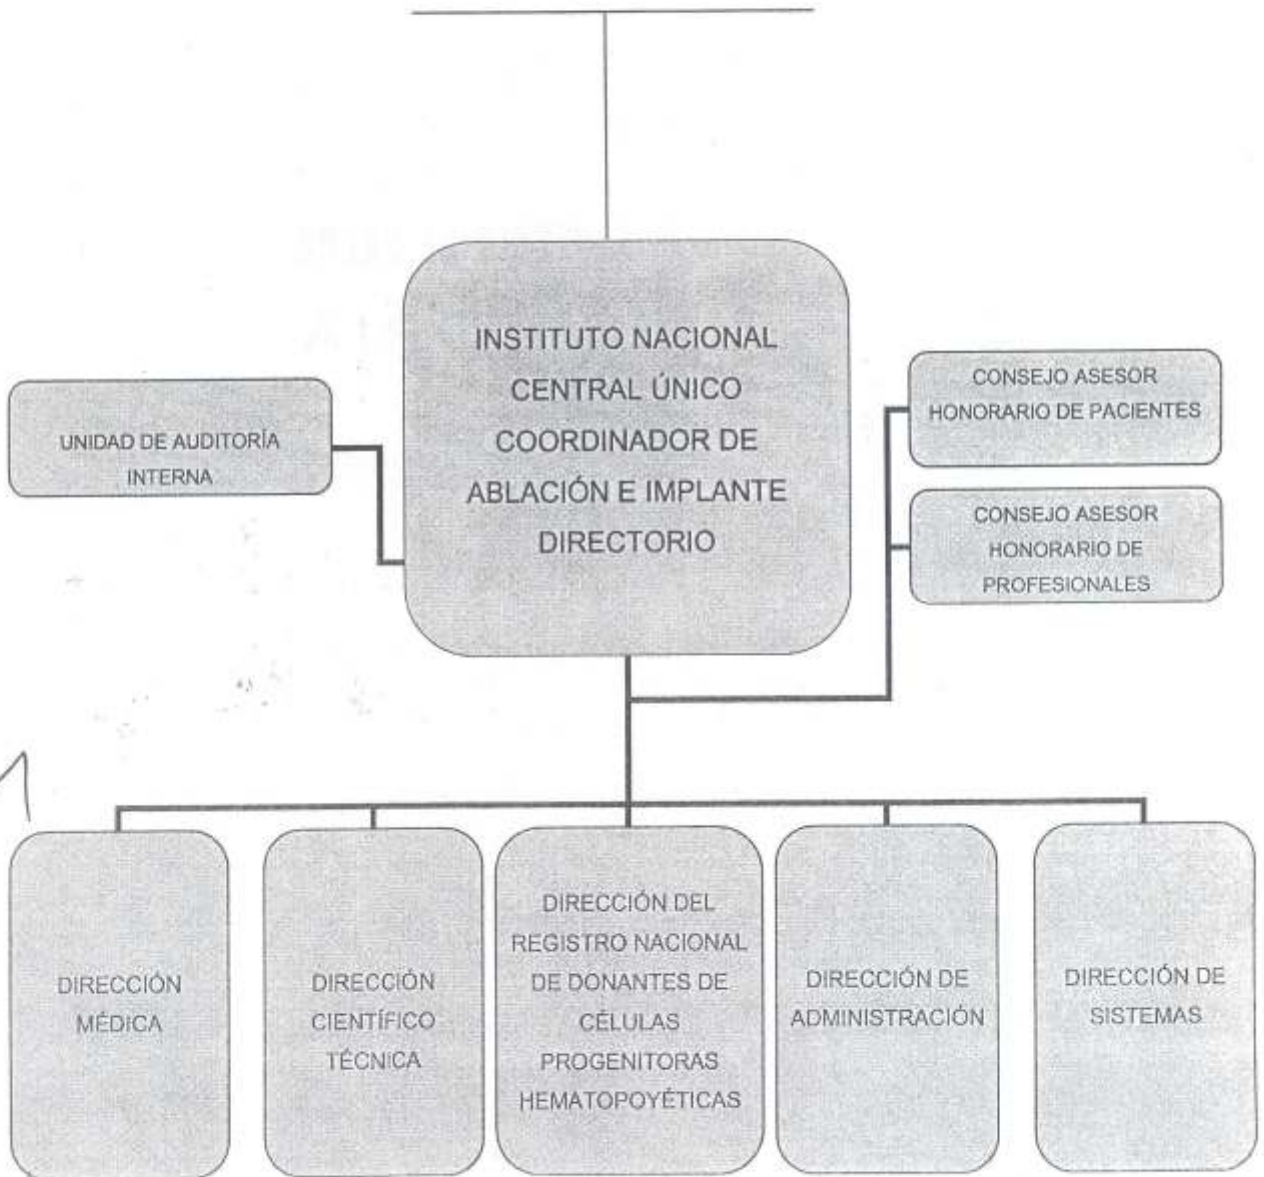 INSTITUTO NACIONAL
CENTRAL ÚNICO
COORDINADOR DE
ABLACIÓN E IMPLANTE
DIRECTORIO
UNIDAD DE AUDITORÍA
INTERNA
CONSEJO ASESOR
HONORARIO DE PACIENTES
CONSEJO ASESOR
HONORARIO DE
PROFESIONALES
DIRECCIÓN
MÉDICA
DIRECCIÓN
CIENTÍFICO
TÉCNICA
DIRECCIÓN DEL
REGISTRO NACIONAL
DE DONANTES DE
CÉLULAS
PROGENITORAS
HEMATOPOYÉTICAS
DIRECCIÓN DE
ADMINISTRACIÓN
DIRECCIÓN DE
SISTEMAS